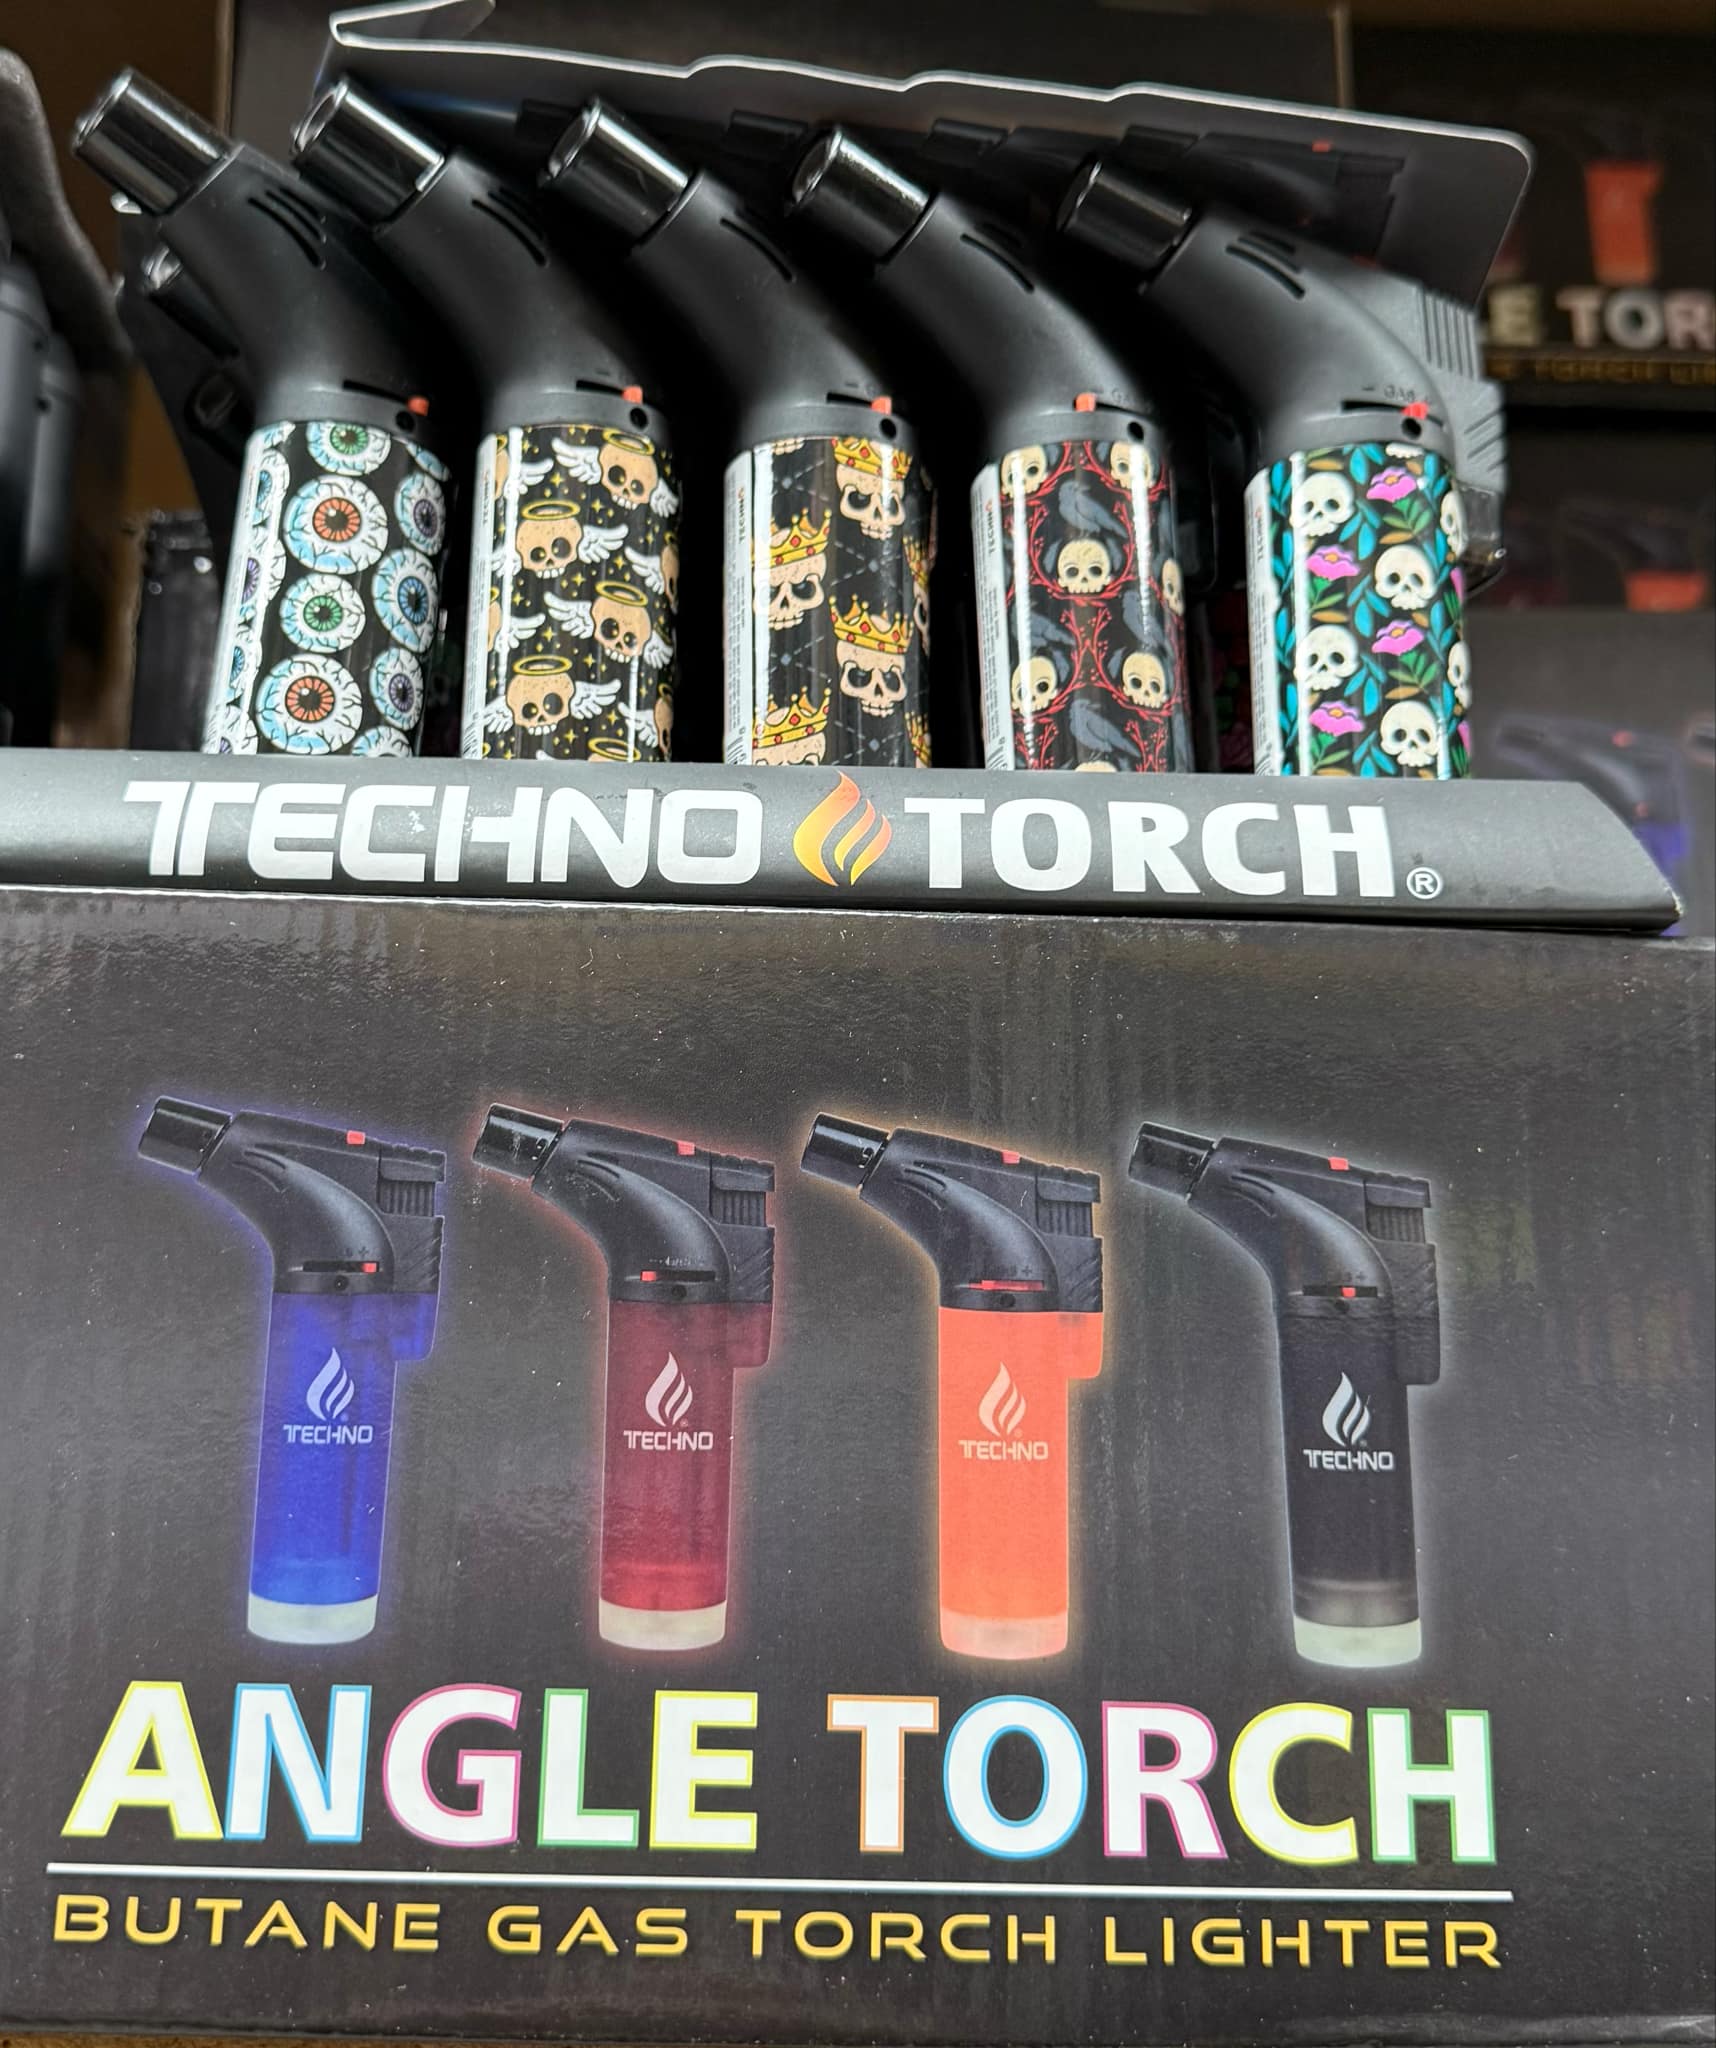 TECHNO TORCH®
TECHNO
TECHNO
TECHNO
TECHNO
ANGLE TORCH
BUTANE GAS TORCH LIGHTER